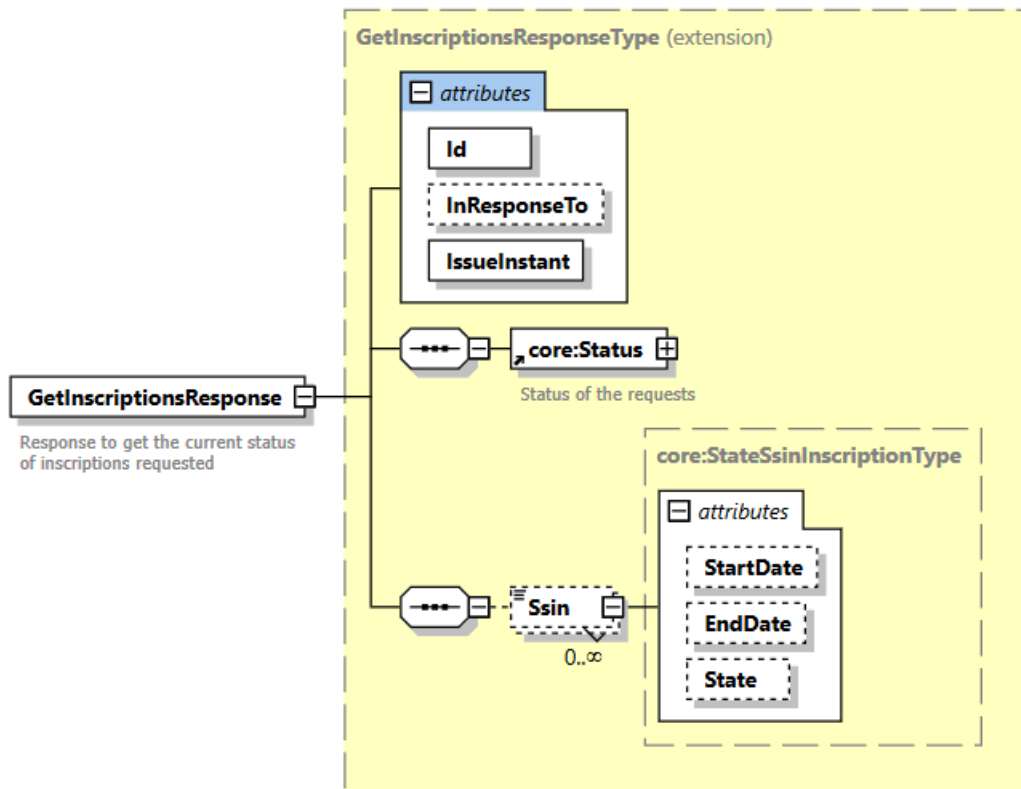 GetInscriptionsResponseType (extension)
attributes
Id
InResponseTo
IssueInstant
core:Status
Status of the requests
GetInscriptionsResponse
Response to get the current status
of inscriptions requested
core:StateSsinInscriptionType
attributes
StartDate
EndDate
State
Ssin
0..∞